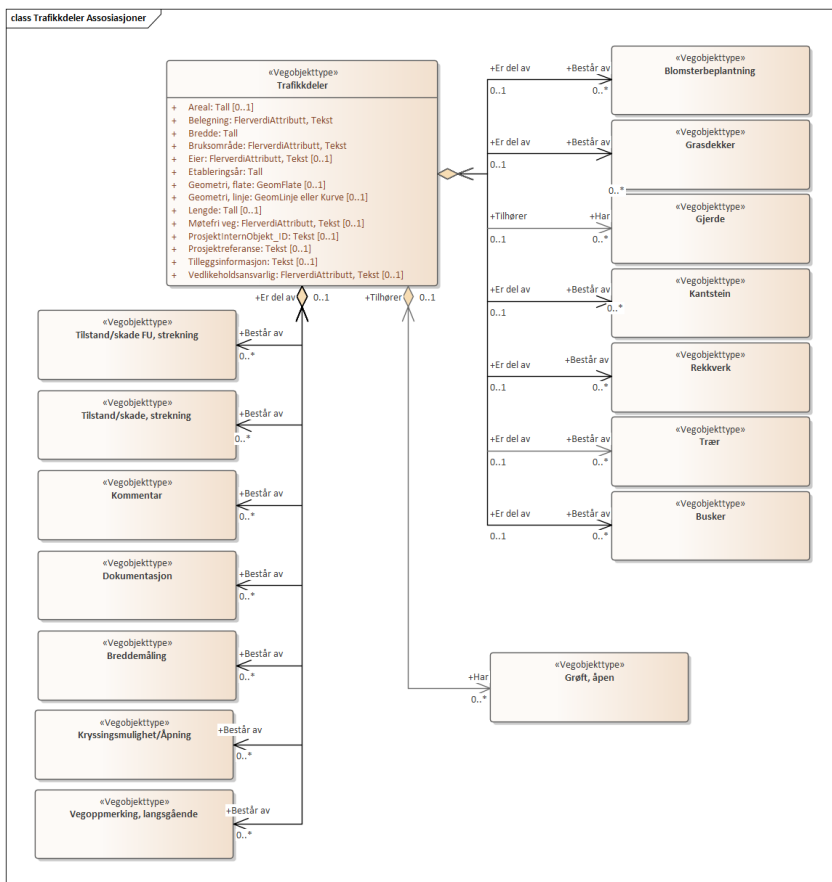 class Trafikkdeler Assosiasjoner
«Vegobjekttype»
Trafikkdeler
+ Areal: Tall [0..1]
+ Belegning: FlerverdiAttributt, Tekst
+ Bredde: Tall
+ Bruksområde: FlerverdiAttributt, Tekst
+ Eier: FlerverdiAttributt, Tekst [0..1]
+ Etableringsår: Tall
+ Geometri, flate: GeomFlate [0..1]
+ Geometri, linje: GeomLinje eller Kurve [0..1]
+ Lengde: Tall [0..1]
+ Møtefri veg: FlerverdiAttributt, Tekst [0..1]
+ ProsjektInternObjekt_ID: Tekst [0..1]
+ Prosjektreferanse: Tekst [0..1]
+ Tilleggsinformasjon: Tekst [0..1]
+ Vedlikeholdsansvarlig: FlerverdiAttributt, Tekst [0..1]
+Er del av 0..1
+Tilhører 0..1
+Er del av +Består av
0..1 0..*
«Vegobjekttype»
Blomsterbeplantning
+Er del av +Består av
0..1 0..*
«Vegobjekttype»
Grasdekker
+Tilhører +Har
0..1 0..*
«Vegobjekttype»
Gjerde
+Er del av +Består av
0..1 0..*
«Vegobjekttype»
Kantstein
+Er del av +Består av
0..1 0..*
«Vegobjekttype»
Rekkverk
+Er del av +Består av
0..1 0..*
«Vegobjekttype»
Trær
+Er del av +Består av
0..1 0..*
«Vegobjekttype»
Busker
«Vegobjekttype»
Tilstand/skade FU, strekning
+Består av
0..*
«Vegobjekttype»
Tilstand/skade, strekning
+Består av
0..*
«Vegobjekttype»
Kommentar
+Består av
0..*
«Vegobjekttype»
Dokumentasjon
+Består av
0..*
«Vegobjekttype»
Breddemåling
+Består av
0..*
«Vegobjekttype»
Kryssingsmulighet/Åpning
+Består av
0..*
«Vegobjekttype»
Vegoppmerking, langsgående
+Består av
0..*
+Har
0..*
«Vegobjekttype»
Grøft, åpen